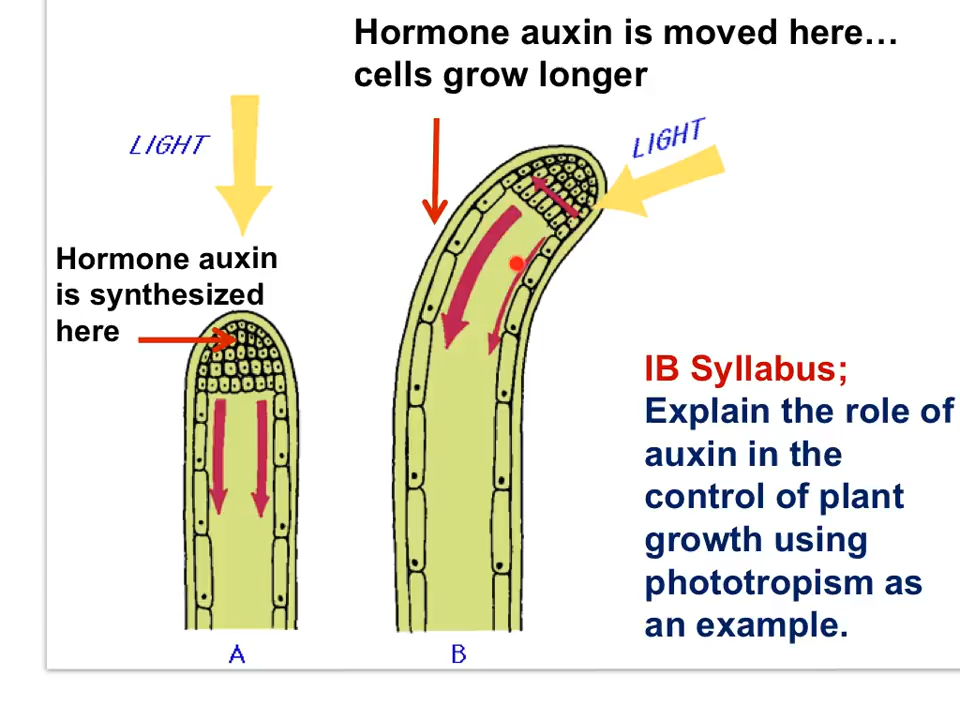 Hormone auxin is moved here…
cells grow longer
LIGHT
LIGHT
Hormone auxin
is synthesized
here
IB Syllabus;
Explain the role of
auxin in the
control of plant
growth using
phototropism as
an example.
A
B